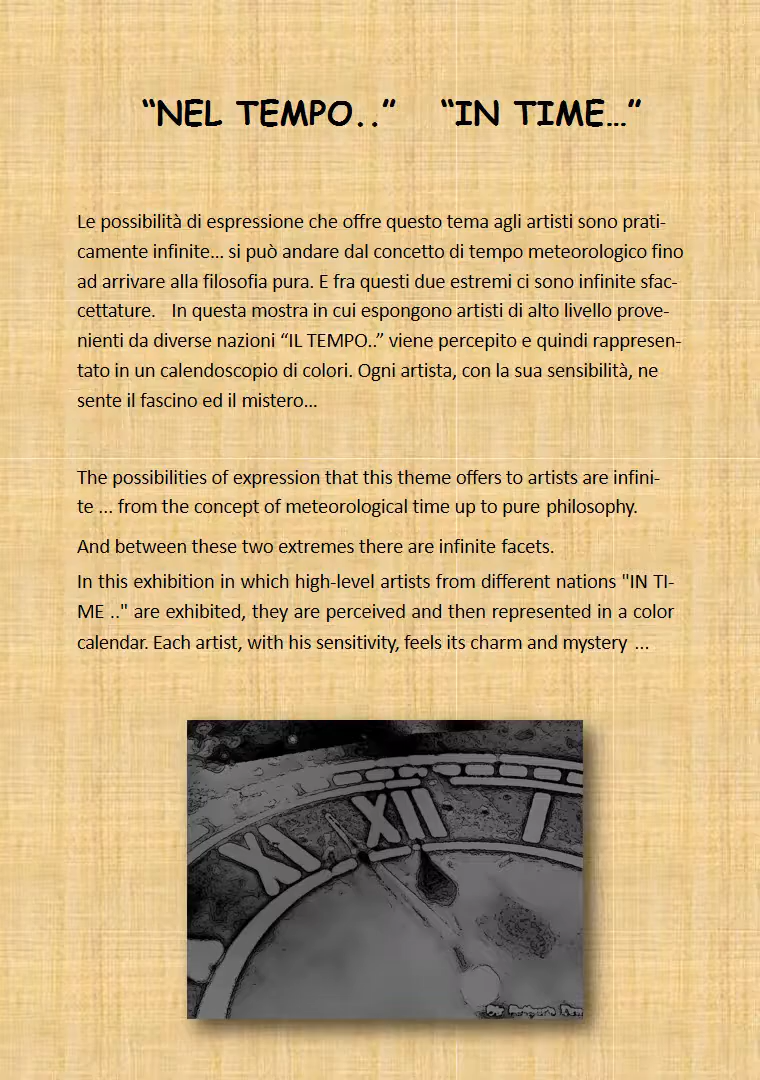 “NEL TEMPO..” “IN TIME…”
Le possibilità di espressione che offre questo tema agli artisti sono prati-
camente infinite... si può andare dal concetto di tempo meteorologico fino
ad arrivare alla filosofia pura. E fra questi due estremi ci sono infinite sfac-
cettature. In questa mostra in cui espongono artisti di alto livello prove-
nienti da diverse nazioni “IL TEMPO..” viene percepito e quindi rappresen-
tato in un calendoscopio di colori. Ogni artista, con la sua sensibilità, ne
sente il fascino ed il mistero...
The possibilities of expression that this theme offers to artists are infini-
te ... from the concept of meteorological time up to pure philosophy.
And between these two extremes there are infinite facets.
In this exhibition in which high-level artists from different nations "IN TI-
ME .." are exhibited, they are perceived and then represented in a color
calendar. Each artist, with his sensitivity, feels its charm and mystery ...
XI XII I